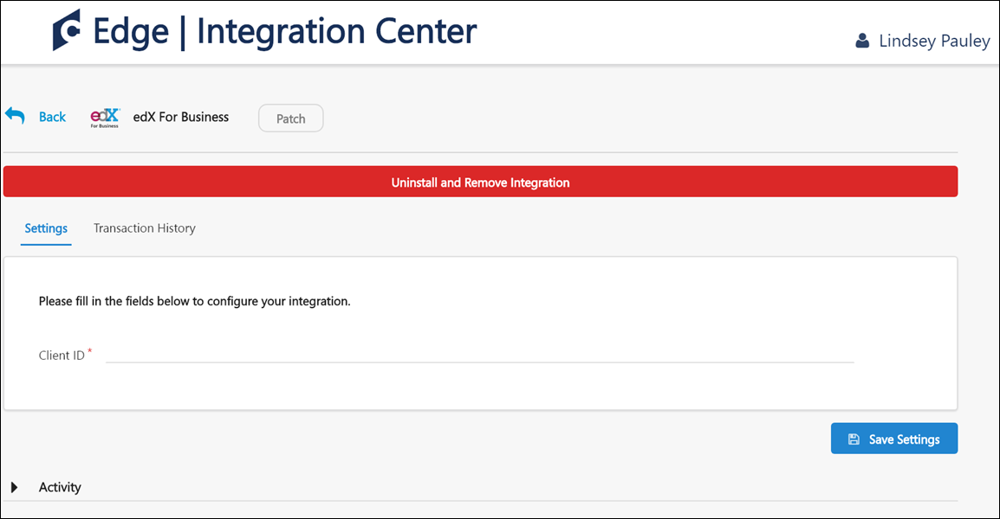 Edge | Integration Center
Lindsey Pauley
Back
edX For Business
edX For Business
Patch
Uninstall and Remove Integration
Settings
Transaction History
Please fill in the fields below to configure your integration.
Client ID *
Save Settings
Activity